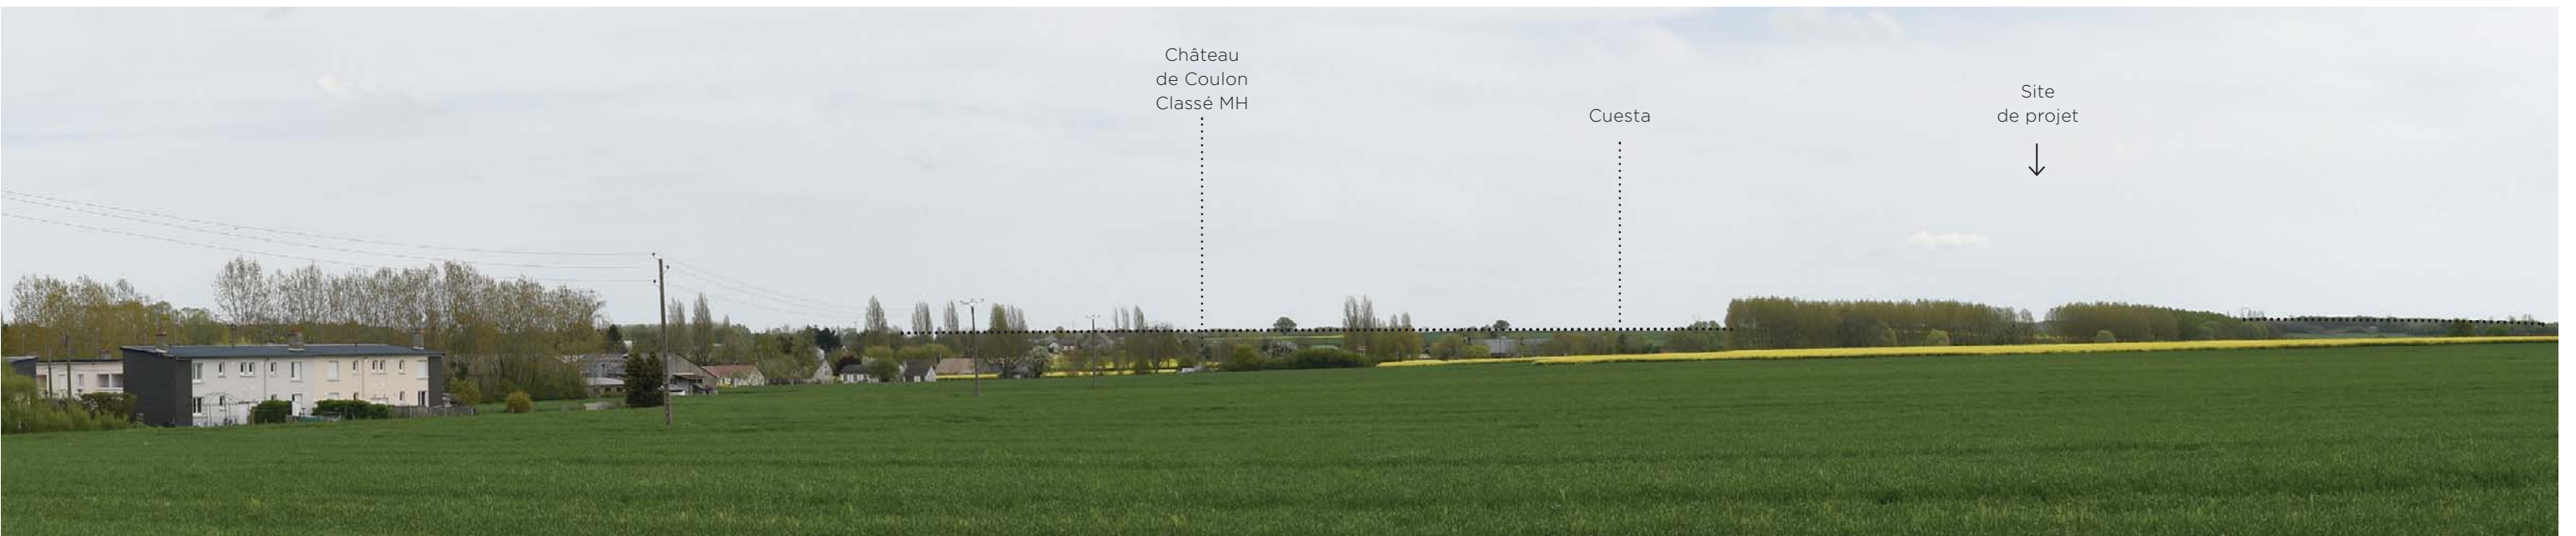 Château
de Coulon
Classé MH
Cuesta
Site
de projet